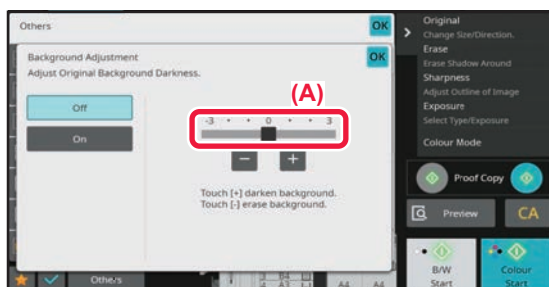 Others
OK
Background Adjustment
OK
Adjust Original Background Darkness.
Off
On
(A)
-3 • • 0 • • 3
− +
Touch [+] darken background.
Touch [-] erase background.
Others
Original
Change Size/Direction.
Erase
Erase Shadow Around
Sharpness
Adjust Outline of Image
Exposure
Select Type/Exposure
Colour Mode
Proof Copy
Preview
CA
B/W
Start
Colour
Start
A4 A4